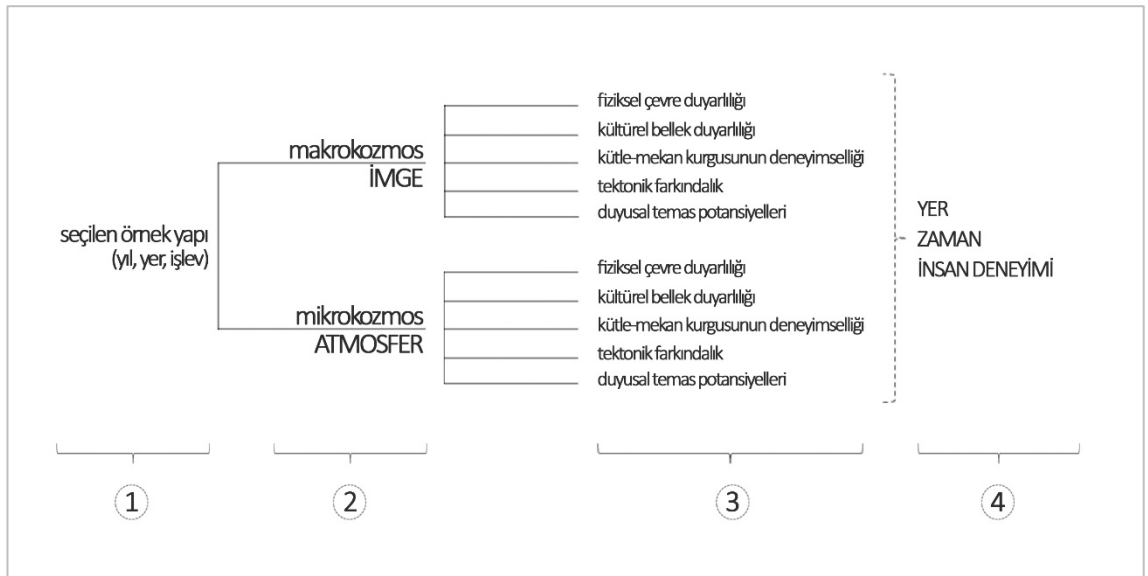 seçilen örnek yapı
(yıl, yer, işlev)
makrokozmos
İMGE
fiziksel çevre duyarlılığı
kültürel bellek duyarlılığı
kütle-mekan kurgusunun deneyimselliği
tektonik farkındalık
duyusal temas potansiyelleri
mikrokozmos
ATMOSFER
fiziksel çevre duyarlılığı
kültürel bellek duyarlılığı
kütle-mekan kurgusunun deneyimselliği
tektonik farkındalık
duyusal temas potansiyelleri
YER
ZAMAN
İNSAN DENEYİMİ
1
2
3
4